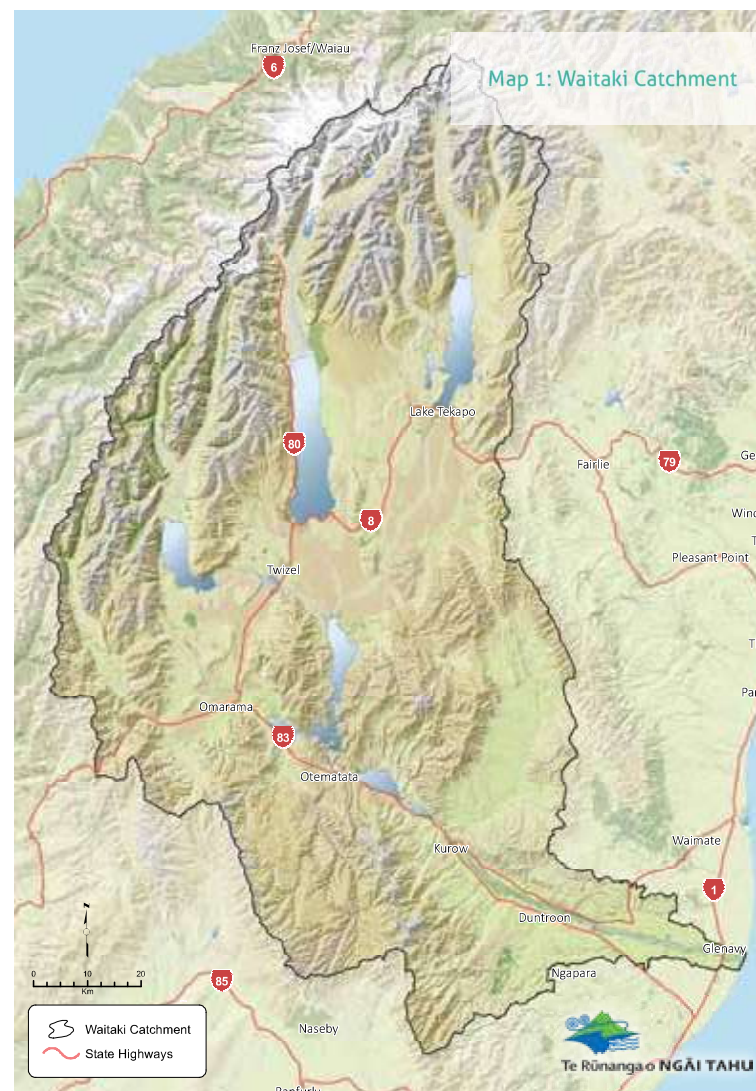 Franz Josef/Waiau
6
Map 1: Waitaki Catchment
Lake Tekapo
80
Fairlie
79
Ge
8
Wind
Pleasant Point
Twizel
T
T
Omarama
Par
83
Otematata
Waimate
Kurow
1
Duntroon
Glenavy
Ngapara
0 10 20
Km
85
Waitaki Catchment
State Highways
Naseby
Te Rūnanga o NGĀI TAHU
Ranfurly